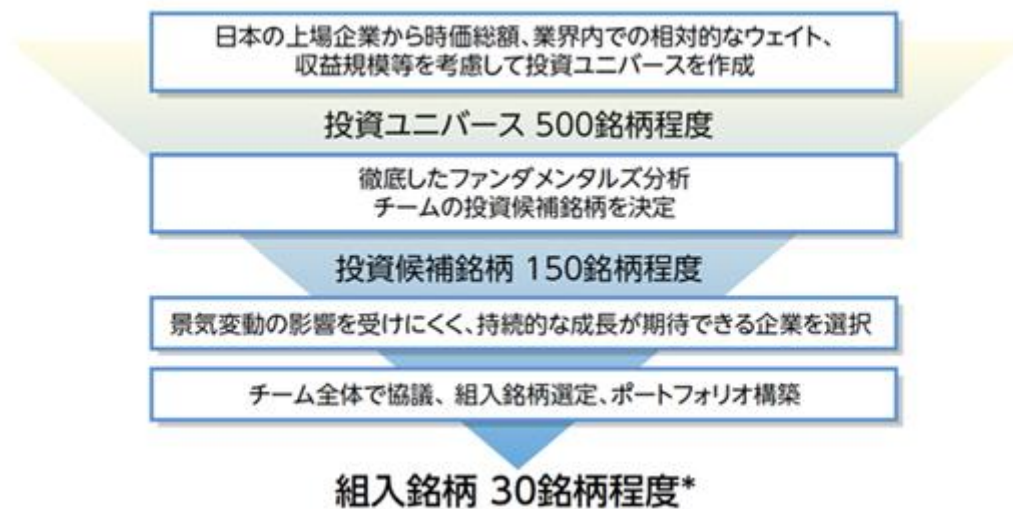 日本の上場企業から時価総額、業界内での相対的なウェイト、
収益規模等を考慮して投資ユニバースを作成
投資ユニバース 500銘柄程度
徹底したファンダメンタルズ分析
チームの投資候補銘柄を決定
投資候補銘柄 150銘柄程度
景気変動の影響を受けにくく、持続的な成長が期待できる企業を選択
チーム全体で協議、組入銘柄選定、ポートフォリオ構築
組入銘柄 30銘柄程度*